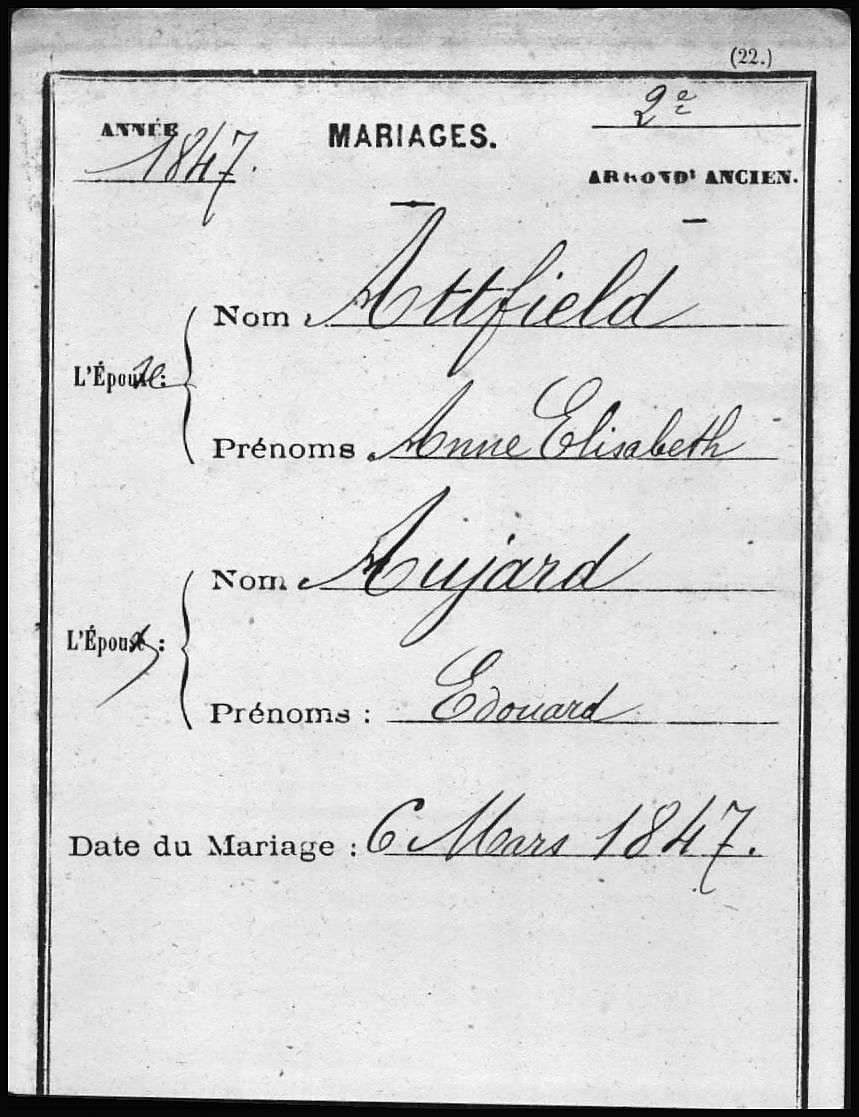 (22.)
ANNÉE 1847.
MARIAGES.
2e
ARRONDt ANCIEN.
Nom : Attfield
L'Épouse :
Prénoms : Anne Elisabeth
Nom : Aujard
L'Époux :
Prénoms : Edouard
Date du Mariage : 6 Mars 1847.